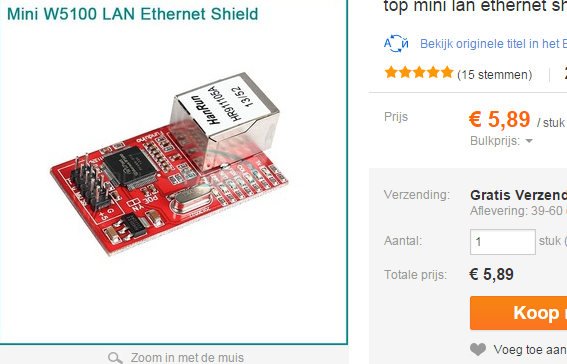 Mini W5100 LAN Ethernet Shield
HanRun
HR911105A
13/52
top mini lan ethernet sh
Bekijk originele titel in het E
(15 stemmen)
Prijs
€ 5,89 / stuk
Bulkprijs:
Verzending:
Gratis Verzend
Aflevering: 39-60
Aantal:
1
stuk (
Totale prijs:
€ 5,89
Koop
Voeg toe aan
Zoom in met de muis